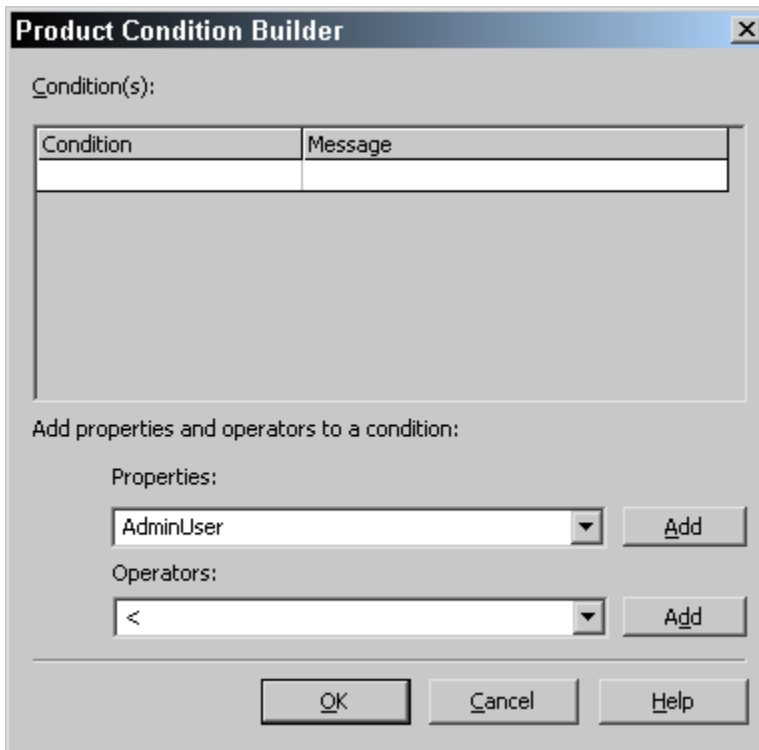 Product Condition Builder
Condition(s):
Condition Message
Add properties and operators to a condition:
Properties:
AdminUser Add
Operators:
< Add
OK Cancel Help